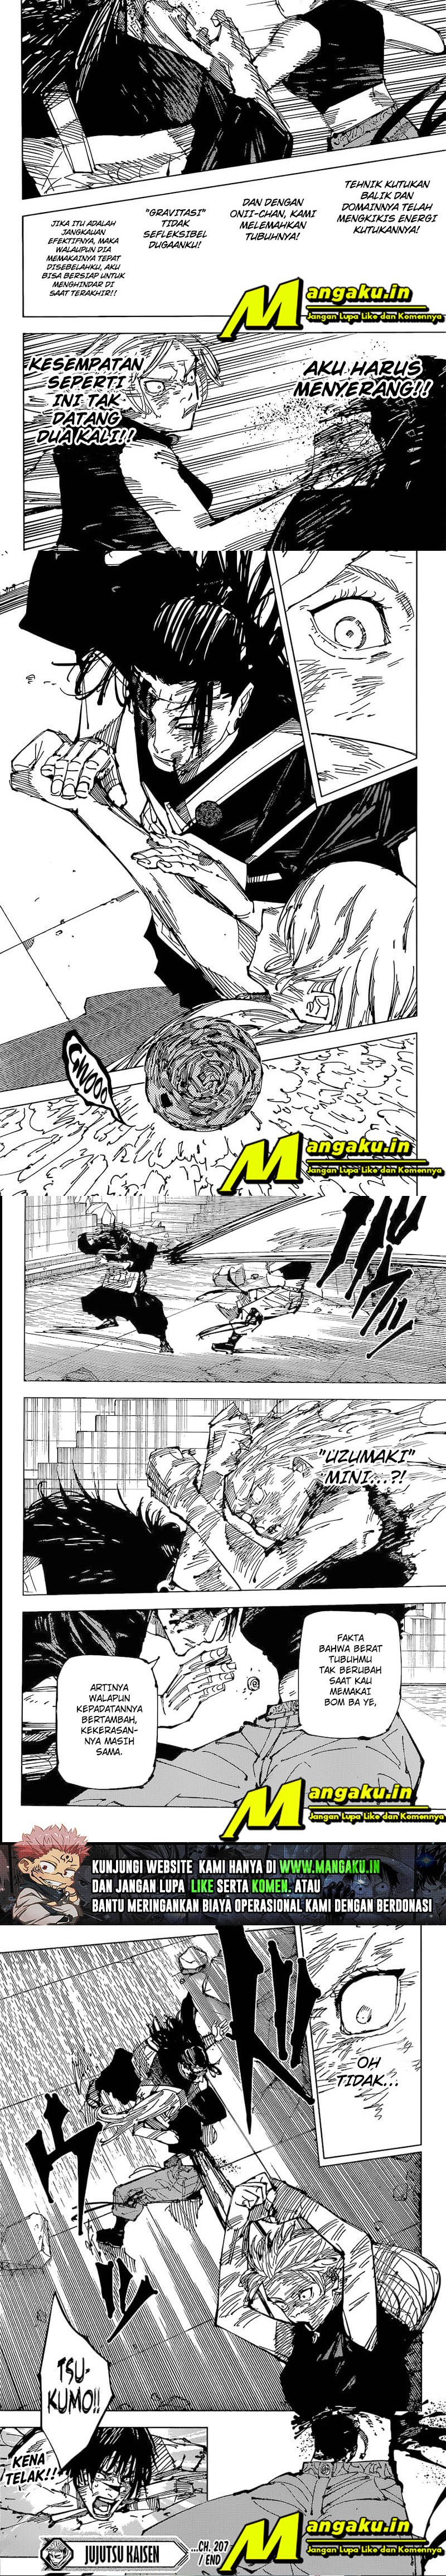 TEHNIK KUTUKAN
BALIK DAN
DOMAINNYA TELAH
MENGKIKIS ENERGI
KUTUKANNYA!
DAN DENGAN
ONII-CHAN, KAMI
MELEMAHKAN
TUBUHNYA!
"GRAVITASI"
TIDAK
SEFLEKSIBEL
DUGAANKU!
JIKA ITU ADALAH
JANGKAUAN
EFEKTIFNYA, MAKA
WALAUPUN DIA
MEMAKAINYA TEPAT
DISEBELAHKU, AKU
BISA BERSIAP UNTUK
MENGHINDAR DI
SAAT TERAKHIR!!
Mangaku.in
Jangan Lupa Like dan Komennya
AKU HARUS
MENYERANG!!
KESEMPATAN
SEPERTI
INI TAK
DATANG
DUA KALI!!
GWOOO
Mangaku.in
Jangan Lupa Like dan Komennya
"UZUMAKI"
MINI...?!
FAKTA
BAHWA BERAT
TUBUHMU
TAK BERUBAH
SAAT KAU
MEMAKAI
BOM BA YE,
ARTINYA
WALAPUN
KEPADATANNYA
BERTAMBAH,
KEKERASAN-
NYA MASIH
SAMA.
Mangaku.in
Jangan Lupa Like dan Komennya
KUNJUNGI WEBSITE KAMI HANYA DI WWW.MANGAKU.IN
DAN JANGAN LUPA LIKE SERTA KOMEN. ATAU
BANTU MERINGANKAN BIAYA OPERASIONAL KAMI DENGAN BERDONASI
OH
TIDAK...
TSU-
KUMO!!
KENA
TELAK!!
Mangaku.in
Jangan Lupa Like dan Komennya
JUJUTSU KAISEN
...CH. 207
/ END